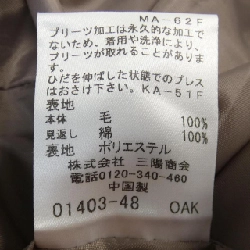 MA-62F
プリーツ加工は永久的な加工で
ないため、着用や洗浄により、
プリーツが取れることがありま
す。
ひだを伸ばした状態でのプレス
はおさけ下さい。KA-51F
表地
本体 毛 100%
見返し 綿 100%
裏地 ポリエステル
株式会社 三陽商会
電話0120-340-460
中国製
01403-48 OAK